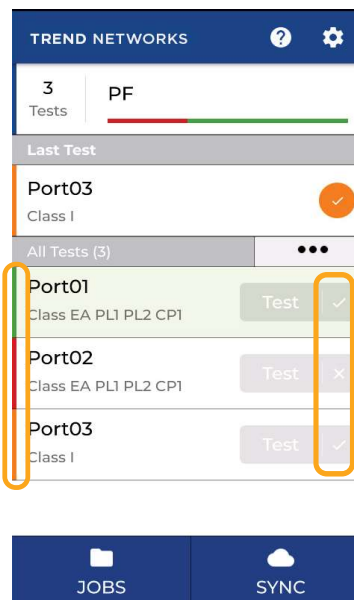 TREND NETWORKS
3
Tests
PF
Last Test
Port03
Class I
All Tests (3)
Port01
Class EA PL1 PL2 CP1
Test
Port02
Class EA PL1 PL2 CP1
Test
Port03
Class I
Test
JOBS
SYNC